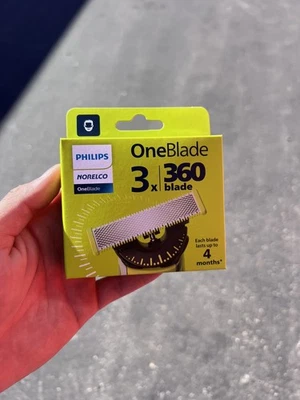 PHILIPS
NORELCO
OneBlade
OneBlade
3x 360
blade
Each blade
lasts up to
4
months*